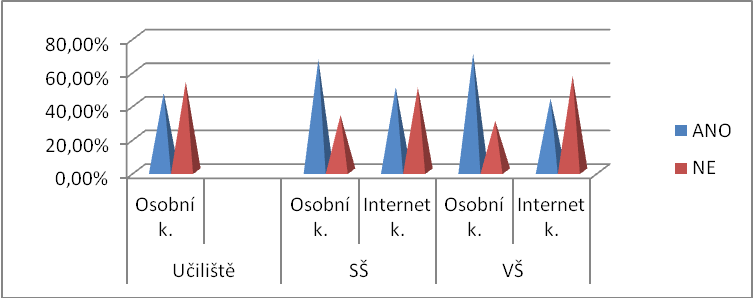 80,00%
60,00%
40,00%
20,00%
0,00%
Osobní
k.
Osobní
k.
Internet
k.
Osobní
k.
Internet
k.
Učiliště
SŠ
VŠ
ANO
NE